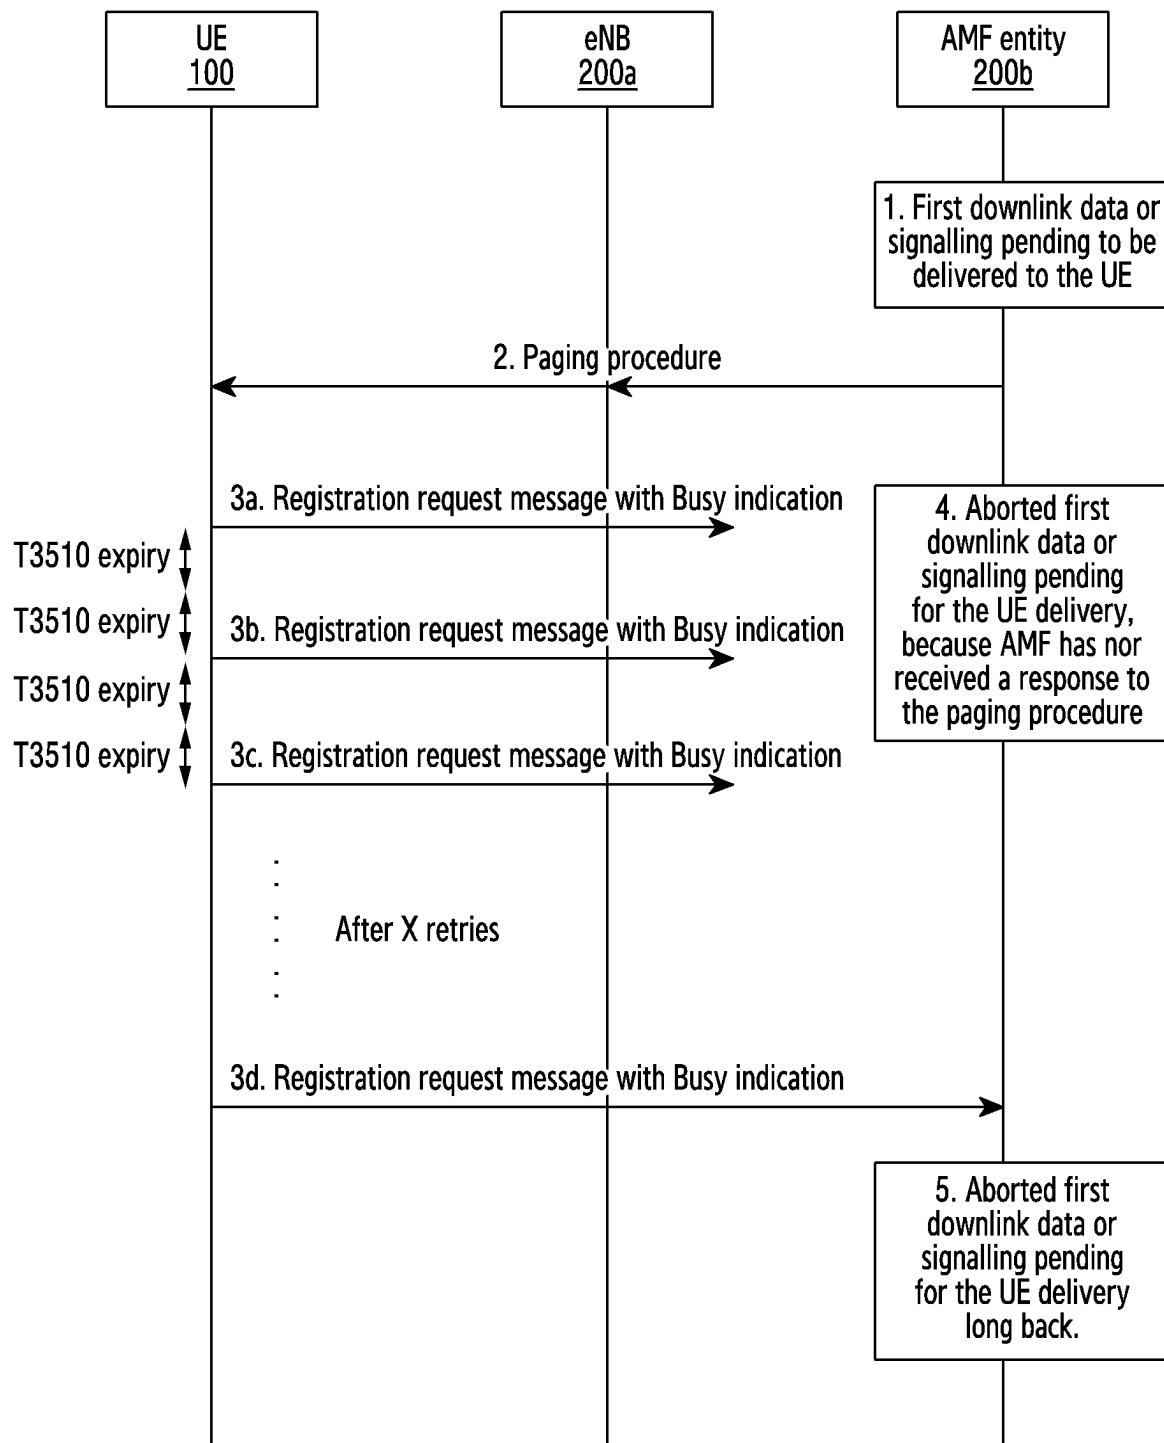 UE
100
eNB
200a
AMF entity
200b
1. First downlink data or
signalling pending to be
delivered to the UE
2. Paging procedure
3a. Registration request message with Busy indication
T3510 expiry
T3510 expiry
3b. Registration request message with Busy indication
T3510 expiry
T3510 expiry
3c. Registration request message with Busy indication
4. Aborted first
downlink data or
signalling pending
for the UE delivery,
because AMF has nor
received a response to
the paging procedure
After X retries
3d. Registration request message with Busy indication
5. Aborted first
downlink data or
signalling pending
for the UE delivery
long back.